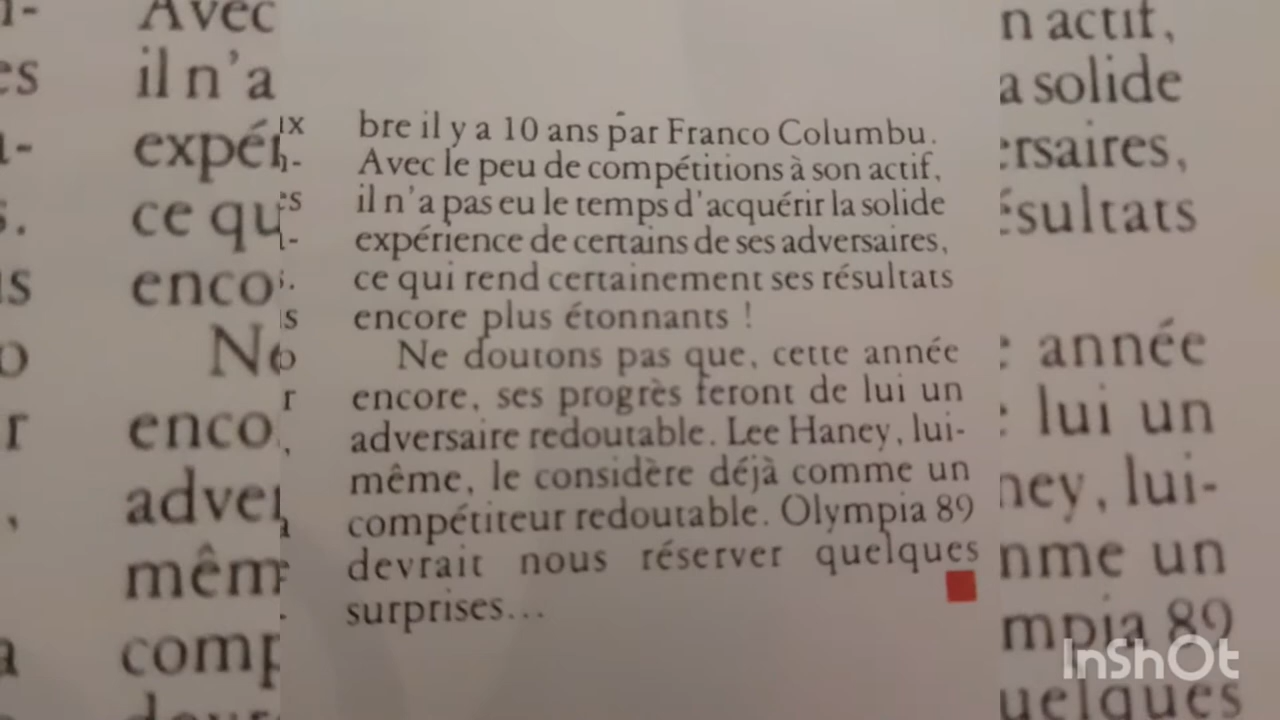 bre il y a 10 ans par Franco Columbu.
Avec le peu de compétitions à son actif,
il n'a pas eu le temps d'acquérir la solide
expérience de certains de ses adversaires,
ce qui rend certainement ses résultats
encore plus étonnants !
Ne doutons pas que, cette année
encore, ses progrès feront de lui un
adversaire redoutable. Lee Haney, lui-
même, le considère déjà comme un
compétiteur redoutable. Olympia 89
devrait nous réserver quelques
surprises...
InShOt